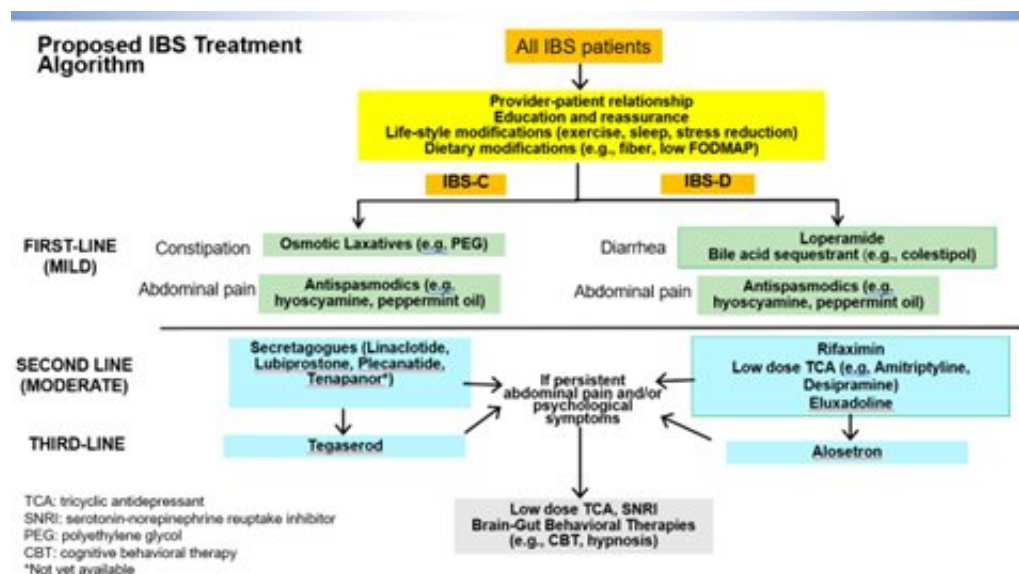 Proposed IBS Treatment
Algorithm
All IBS patients
Provider-patient relationship
Education and reassurance
Life-style modifications (exercise, sleep, stress reduction)
Dietary modifications (e.g., fiber, low FODMAP)
IBS-C
IBS-D
FIRST-LINE
(MILD)
Constipation
Osmotic Laxatives (e.g. PEG)
Diarrhea
Loperamide
Bile acid sequestrant (e.g., colestipol)
Abdominal pain
Antispasmodics (e.g.
hyoscyamine, peppermint oil)
Abdominal pain
Antispasmodics (e.g.
hyoscyamine, peppermint oil)
SECOND LINE
(MODERATE)
Secretagogues (Linaclotide,
Lubiprostone, Plecanatide,
Tenapanor*)
If persistent
abdominal pain and/or
psychological
symptoms
Rifaximin
Low dose TCA (e.g, Amitriptyline,
Desipramine)
Eluxadoline
THIRD-LINE
Tegaserod
Alosetron
Low dose TCA, SNRI
Brain-Gut Behavioral Therapies
(e.g., CBT, hypnosis)
TCA: tricyclic antidepressant
SNRI: serotonin-norepinephrine reuptake inhibitor
PEG: polyethylene glycol
CBT: cognitive behavioral therapy
*Not yet available